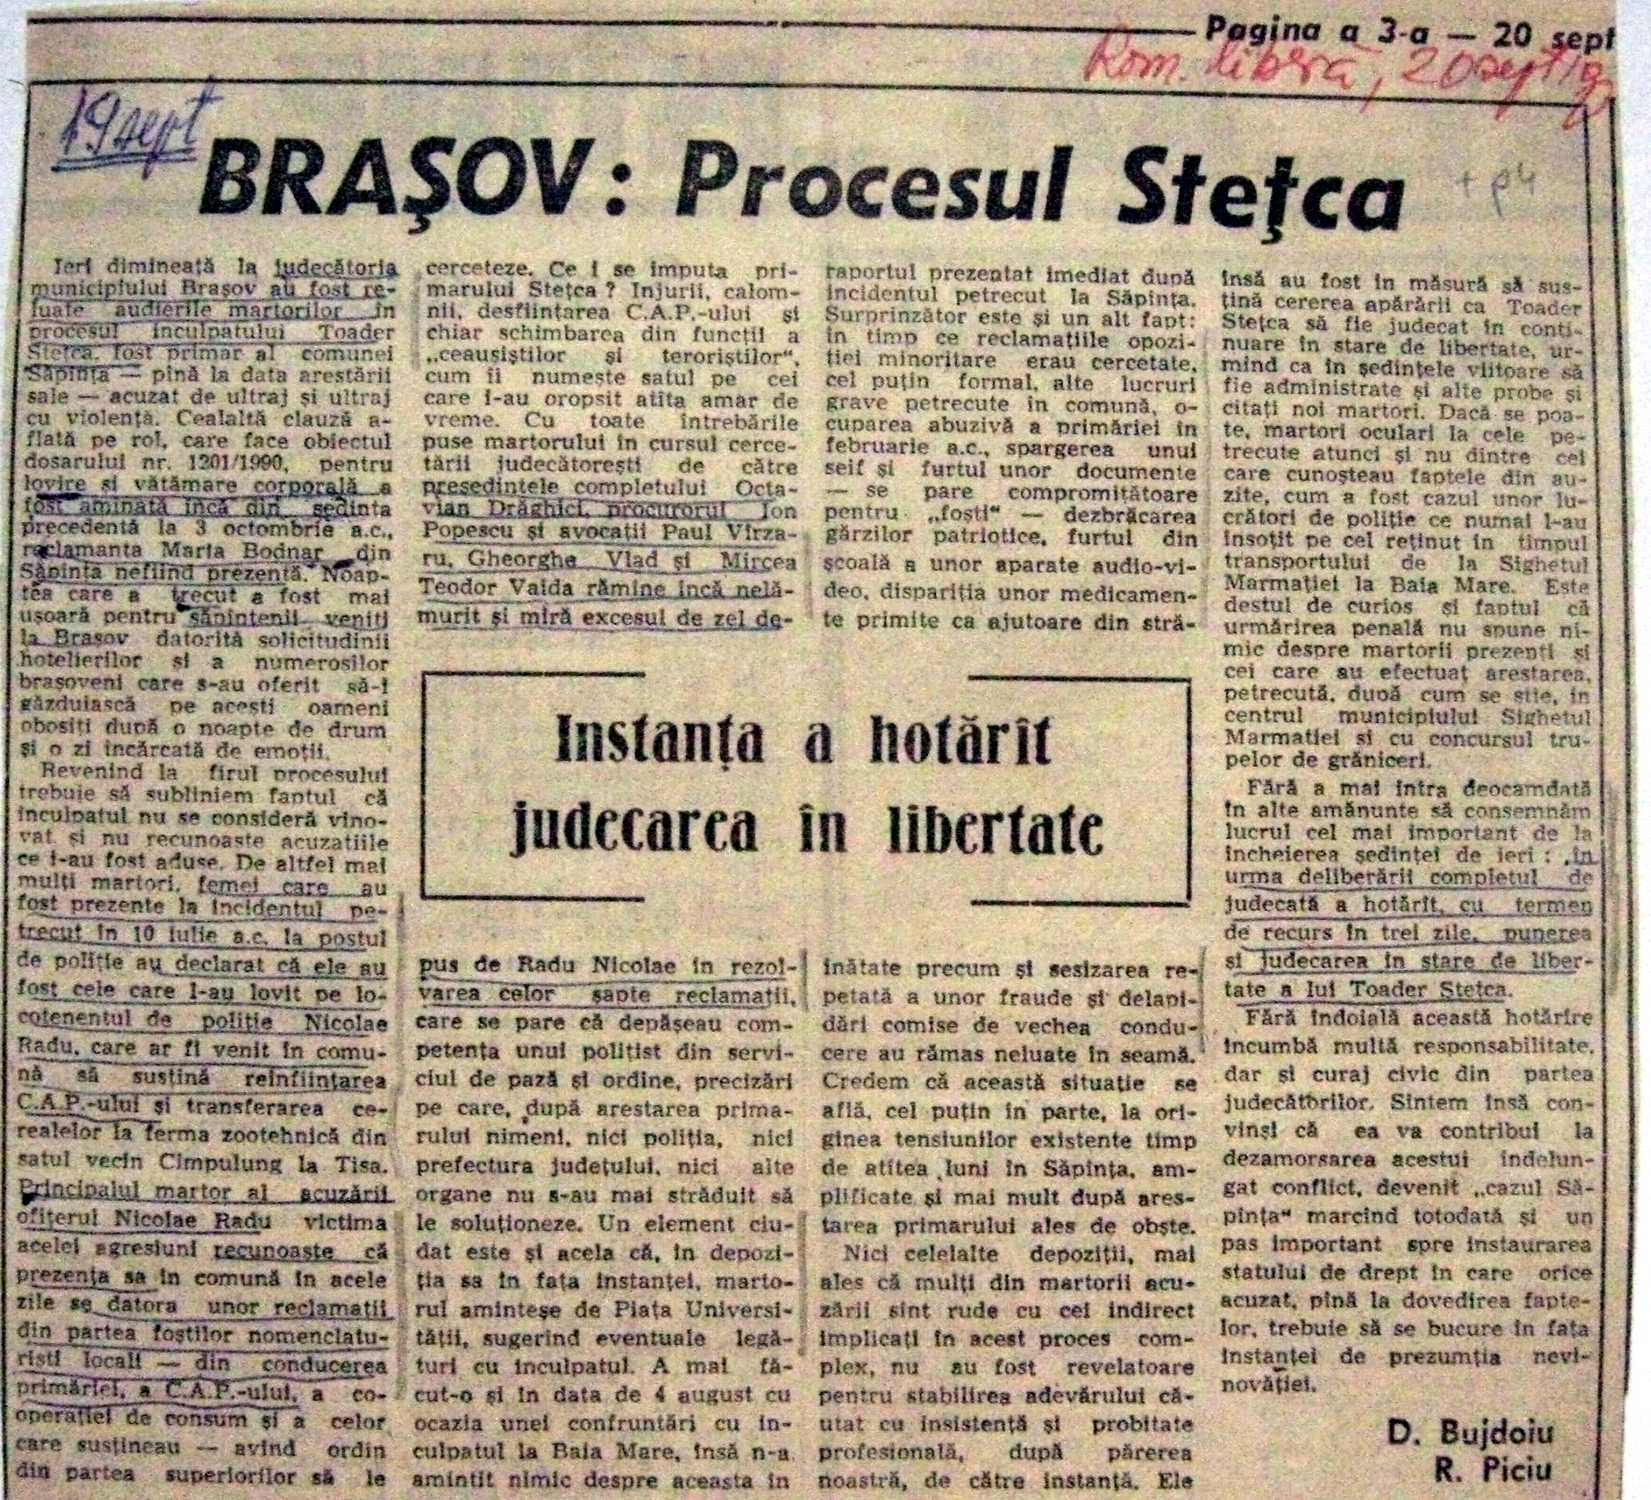 Pagina a 3-a — 20 sept
Rom. liberă, 20 sept
19 sept
BRAŞOV: Procesul Steţca
+ p4
Ieri dimineaţă la judecătoria
municipiului Braşov au fost re-
luate audierile martorilor în
procesul inculpatului Toader
Steţca, fost primar al comunei
Săpînţa — pînă la data arestării
sale — acuzat de ultraj şi ultraj
cu violenţă. Cealaltă clauză a-
flată pe rol, care face obiectul
dosarului nr. 1201/1990, pentru
lovire şi vătămare corporală a
fost amînată încă din şedinţa
precedentă la 3 octombrie a.c.,
reclamanta Maria Bodnar din
Săpînţa nefiind prezentă. Noap-
tea care a trecut a fost mai
uşoară pentru săpînţenii veniţi
la Braşov datorită solicitudinii
hotelierilor şi a numeroşilor
braşoveni care s-au oferit să-i
găzduiască pe aceşti oameni
obosiţi după o noapte de drum
şi o zi încărcată de emoţii.
Revenind la firul procesului
trebuie să subliniem faptul că
inculpatul nu se consideră vino-
vat şi nu recunoaşte acuzaţiile
ce i-au fost aduse. De altfel mai
mulţi martori, femei care au
fost prezente la incidentul pe-
trecut în 10 iulie a.c. la postul
de poliţie au declarat că ele au
fost cele care l-au lovit pe lo-
cotenentul de poliţie Nicolae
Radu, care ar fi venit în comu-
nă să susţină reînfiinţarea
C.A.P.-ului şi transferarea ce-
realelor la ferma zootehnică din
satul vecin Cîmpulung la Tisa.
Principalul martor al acuzării
ofiţerul Nicolae Radu victima
acelei agresiuni recunoaşte că
prezenţa sa în comună în acele
zile se datora unor reclamaţii
din partea foştilor nomenclatu-
rişti locali — din conducerea
primăriei, a C.A.P.-ului, a co-
operaţiei de consum şi a celor
care susţineau — avînd ordin
din partea superiorilor să le
cerceteze. Ce i se imputa pri-
marului Steţca ? Injurii, calom-
nii, desfiinţarea C.A.P.-ului şi
chiar schimbarea din funcţii a
„ceauşiştilor şi teroriştilor",
cum îi numeşte satul pe cei
care i-au oropsit atîta amar de
vreme. Cu toate întrebările
puse martorului în cursul cerce-
tării judecătoreşti de către
preşedintele completului Octa-
vian Drăghici, procurorul Ion
Popescu şi avocaţii Paul Vîrza-
ru, Gheorghe Vlad şi Mircea
Teodor Vaida rămîne încă nelă-
murit şi miră excesul de zel de-
Instanţa a hotărît
judecarea în libertate
pus de Radu Nicolae în rezol-
varea celor şapte reclamaţii,
care se pare că depăşeau com-
petenţa unui poliţist din servi-
ciul de pază şi ordine, precizări
pe care, după arestarea prima-
rului nimeni, nici poliţia, nici
prefectura judeţului, nici alte
organe nu s-au mai străduit să
le soluţioneze. Un element ciu-
dat este şi acela că, în depozi-
ţia sa în faţa instanţei, marto-
rul aminteşe de Piaţa Universi-
tăţii, sugerînd eventuale legă-
turi cu inculpatul. A mai fă-
cut-o şi în data de 4 august cu
ocazia unei confruntări cu in-
culpatul la Baia Mare, însă n-a
amintit nimic despre aceasta în
raportul prezentat imediat după
incidentul petrecut la Săpînţa.
Surprinzător este şi un alt fapt:
în timp ce reclamaţiile opozi-
ţiei minoritare erau cercetate,
cel puţin formal, alte lucruri
grave petrecute în comună, o-
cuparea abuzivă a primăriei în
februarie a.c., spargerea unui
seif şi furtul unor documente
— se pare compromiţătoare
pentru „foşti" — dezbrăcarea
gărzilor patriotice, furtul din
şcoală a unor aparate audio-vi-
deo, dispariţia unor medicamen-
te primite ca ajutoare din stră-
inătate precum şi sesizarea re-
petată a unor fraude şi delapi-
dări comise de vechea condu-
cere au rămas neluate în seamă.
Credem că această situaţie se
află, cel puţin în parte, la ori-
ginea tensiunilor existente timp
de atîtea luni în Săpînţa, am-
plificate şi mai mult după ares-
tarea primarului ales de obşte.
Nici celelalte depoziţii, mai
ales că mulţi din martorii acu-
zării sînt rude cu cei indirect
implicaţi în acest proces com-
plex, nu au fost revelatoare
pentru stabilirea adevărului că-
utat cu insistenţă şi probitate
profesională, după părerea
noastră, de către instanţă. Ele
însă au fost în măsură să sus-
ţină cererea apărării ca Toader
Steţca să fie judecat în conti-
nuare în stare de libertate, ur-
mînd ca în şedinţele viitoare să
fie administrate şi alte probe şi
citaţi noi martori. Dacă se poa-
te, martori oculari la cele pe-
trecute atunci şi nu dintre cei
care cunoşteau faptele din au-
zite, cum a fost cazul unor lu-
crători de poliţie ce numai l-au
însoţit pe cel reţinut în timpul
transportului de la Sighetul
Marmaţiei la Baia Mare. Este
destul de curios şi faptul că
urmărirea penală nu spune ni-
mic despre martorii prezenţi şi
cei care au efectuat arestarea,
petrecută, după cum se ştie, în
centrul municipiului Sighetul
Marmaţiei şi cu concursul tru-
pelor de grăniceri.
Fără a mai intra deocamdată
în alte amănunte să consemnăm
lucrul cel mai important de la
încheierea şedinţei de ieri : „în
urma deliberării completul de
judecată a hotărît, cu termen
de recurs în trei zile, punerea
şi judecarea în stare de liber-
tate a lui Toader Steţca.
Fără îndoială această hotărîre
incumbă multă responsabilitate,
dar şi curaj civic din partea
judecătorilor. Sîntem însă con-
vinşi că ea va contribui la
dezamorsarea acestui îndelun-
gat conflict, devenit „cazul Să-
pînţa" marcînd totodată şi un
pas important spre instaurarea
statului de drept în care orice
acuzat, pînă la dovedirea fapte-
lor, trebuie să se bucure în faţa
instanţei de prezumţia nevi-
novăţiei.
D. Bujdoiu
R. Piciu